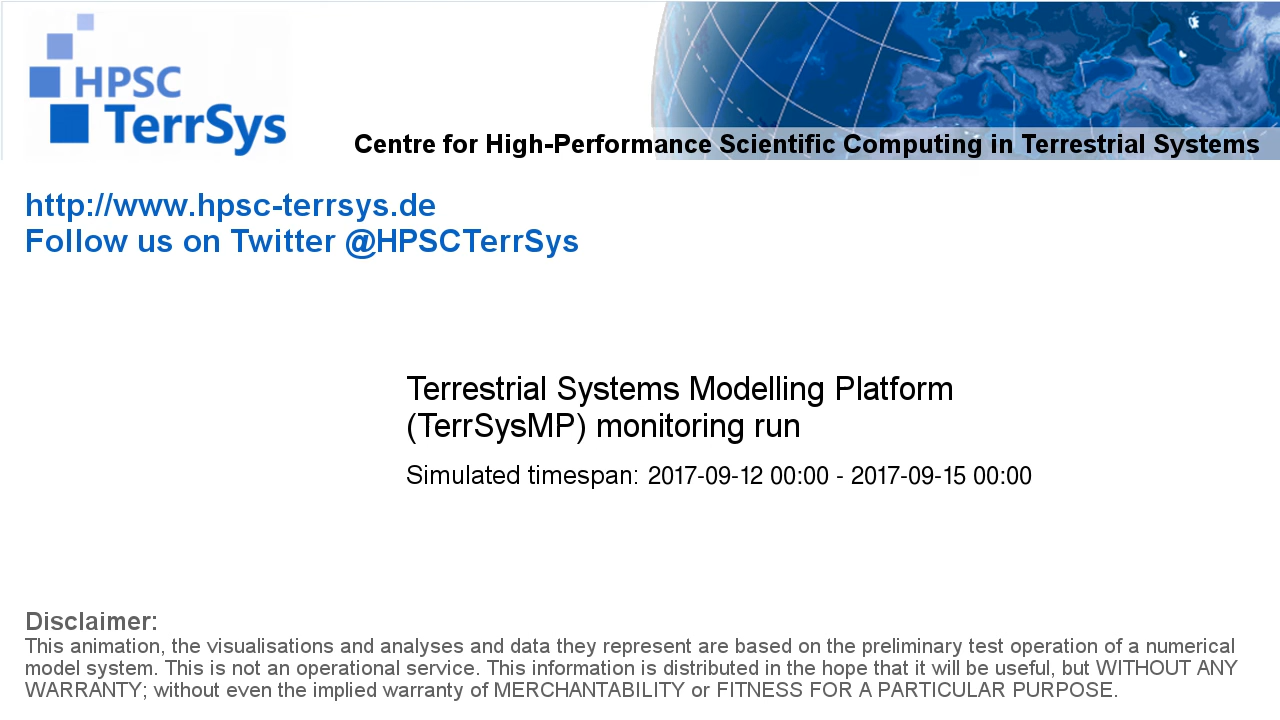 HPSC
TerrSys
Centre for High-Performance Scientific Computing in Terrestrial Systems
http://www.hpsc-terrsys.de
Follow us on Twitter @HPSCTerrSys
Terrestrial Systems Modelling Platform
(TerrSysMP) monitoring run
Simulated timespan: 2017-09-12 00:00 - 2017-09-15 00:00
Disclaimer:
This animation, the visualisations and analyses and data they represent are based on the preliminary test operation of a numerical
model system. This is not an operational service. This information is distributed in the hope that it will be useful, but WITHOUT ANY
WARRANTY; without even the implied warranty of MERCHANTABILITY or FITNESS FOR A PARTICULAR PURPOSE.